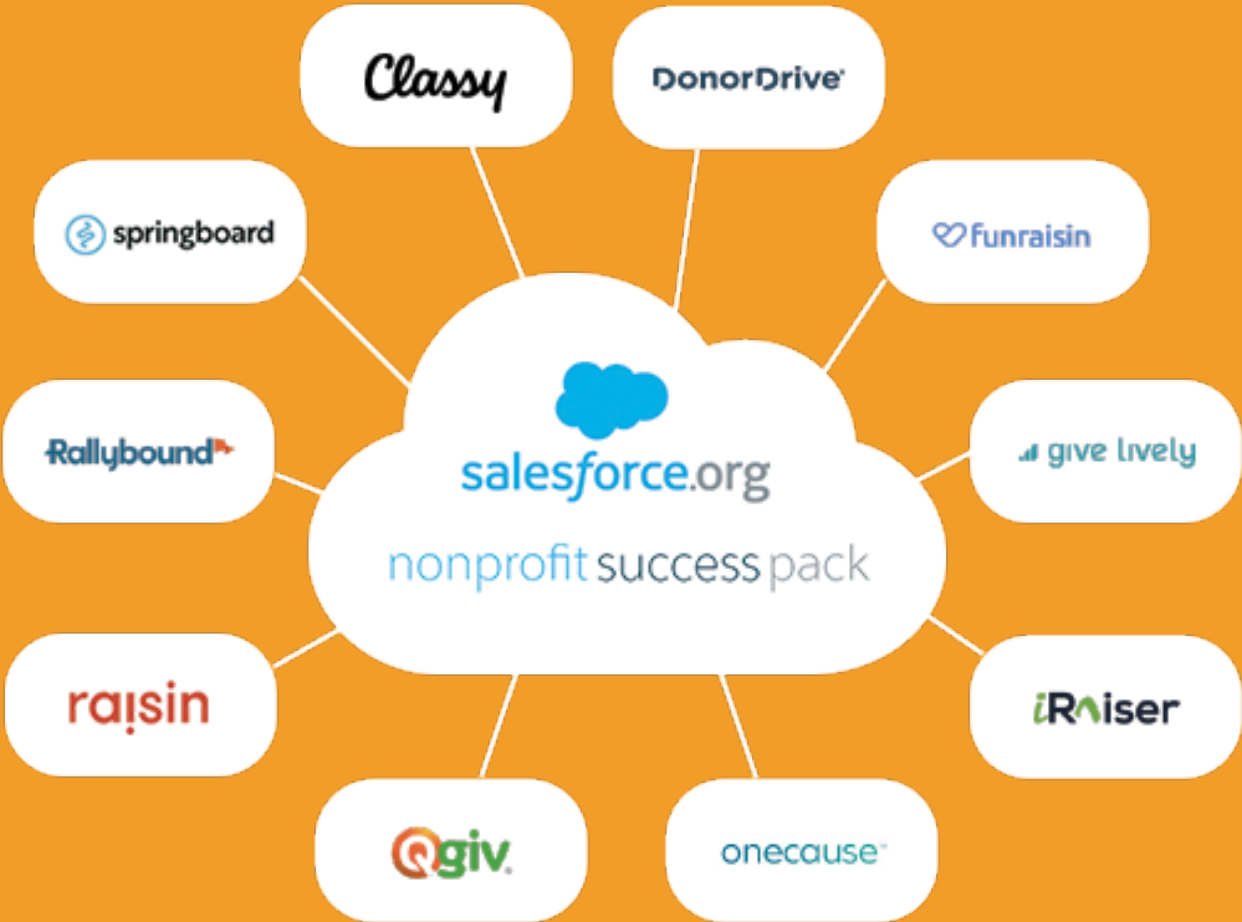 Classy
DonorDrive
springboard
funraisin
salesforce.org
nonprofit success pack
Rallybound
give lively
raisin
iRaiser
Qgiv
onecause